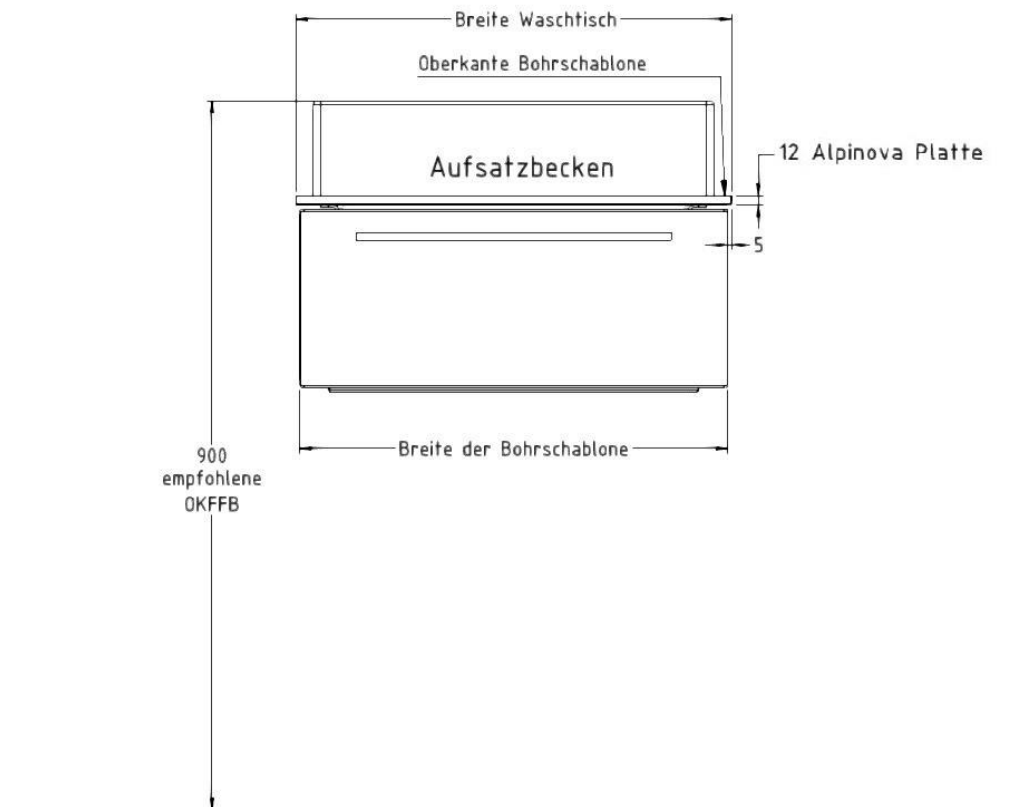 Breite Waschtisch
Oberkante Bohrschablone
Aufsatzbecken
12 Alpinova Platte
5
Breite der Bohrschablone
900
empfohlene
OKFFB